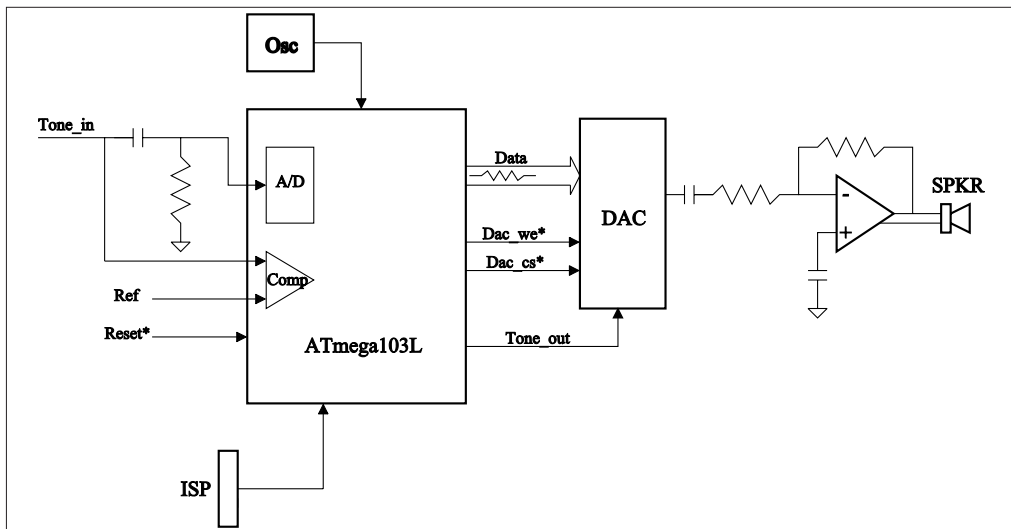 Osc
Tone_in
A/D
Data
DAC
SPKR
-
+
Dac_we*
Dac_cs*
Comp
Ref
Reset*
ATmega103L
Tone_out
ISP